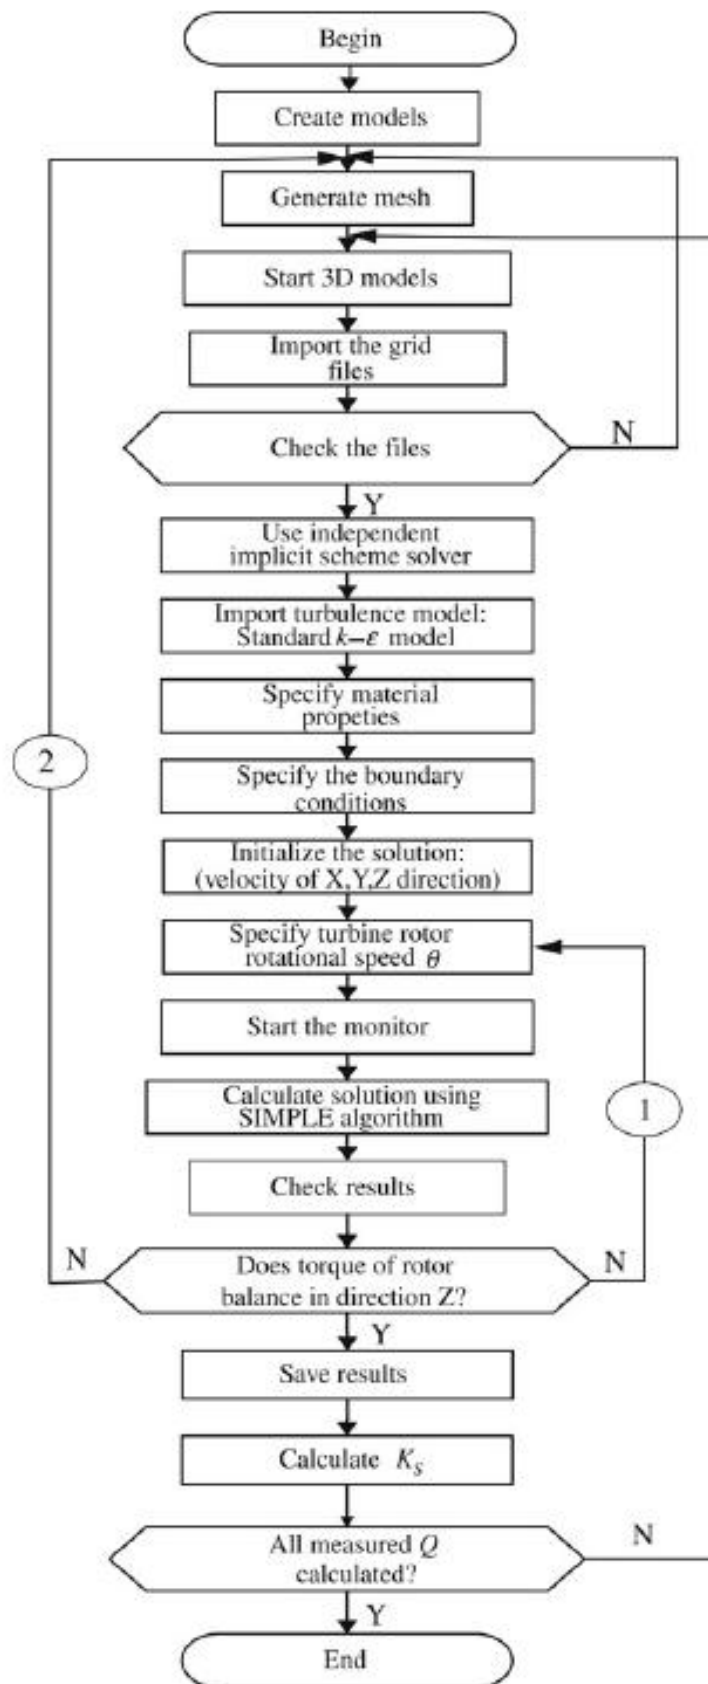 Begin
Create models
Generate mesh
Start 3D models
Import the grid
files
Check the files
N
Y
Use independent
implicit scheme solver
Import turbulence model:
Standard k–ε model
Specify material
propeties
2
Specify the boundary
conditions
Initialize the solution:
(velocity of X,Y,Z direction)
Specify turbine rotor
rotational speed θ
Start the monitor
Calculate solution using
SIMPLE algorithm
1
Check results
N
Does torque of rotor
balance in direction Z?
N
Y
Save results
Calculate K_S
All measured Q
calculated?
N
Y
End